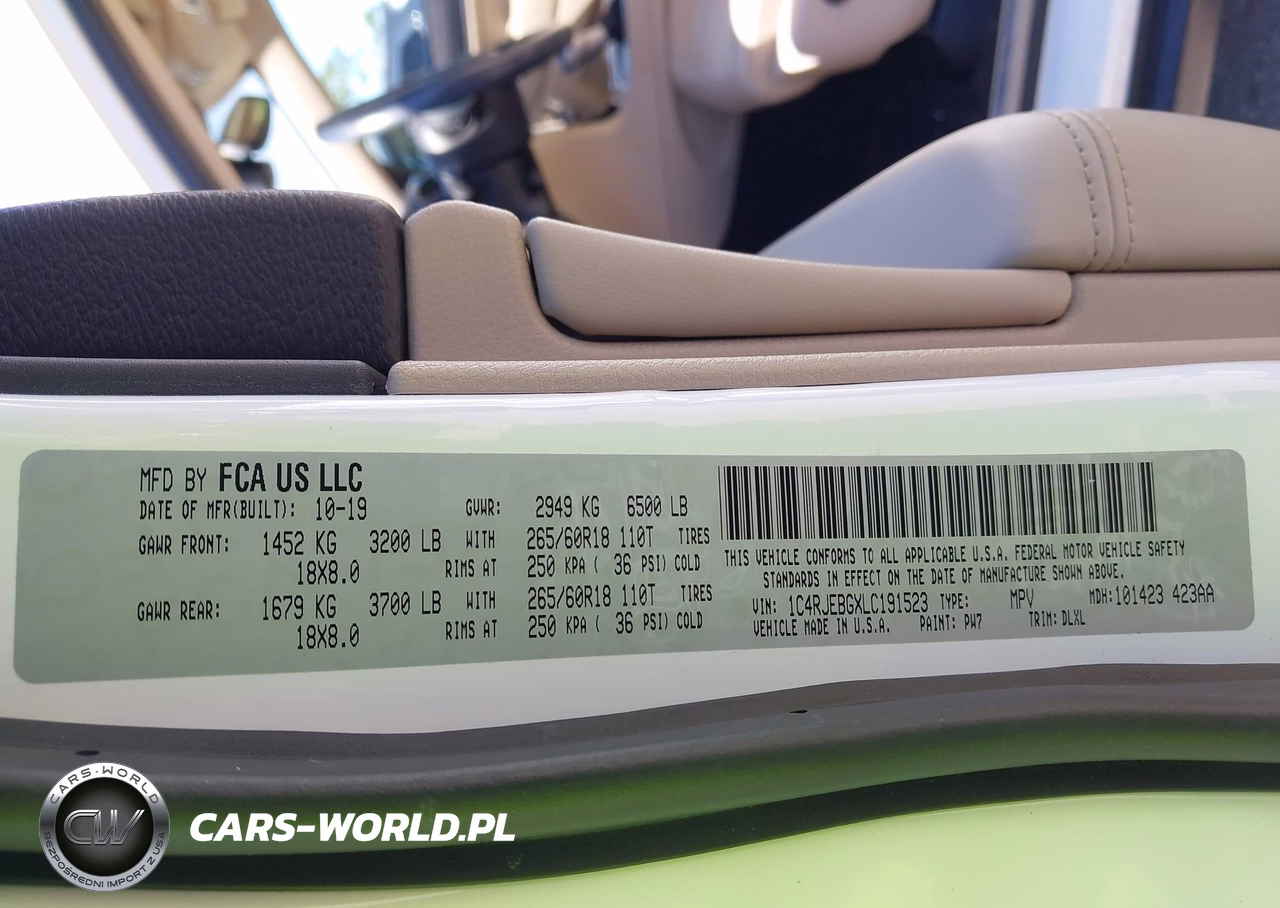 MFD BY FCA US LLC
DATE OF MFR(BUILT): 10-19 GVWR: 2949 KG 6500 LB
GAWR FRONT: 1452 KG 3200 LB WITH 265/60R18 110T TIRES
18X8.0 RIMS AT 250 KPA ( 36 PSI) COLD
GAWR REAR: 1679 KG 3700 LB WITH 265/60R18 110T TIRES
18X8.0 RIMS AT 250 KPA ( 36 PSI) COLD
THIS VEHICLE CONFORMS TO ALL APPLICABLE U.S.A. FEDERAL MOTOR VEHICLE SAFETY
STANDARDS IN EFFECT ON THE DATE OF MANUFACTURE SHOWN ABOVE.
VIN: 1C4RJEBGXLC191523 TYPE: MPV MDH:101423 423AA
VEHICLE MADE IN U.S.A. PAINT: PW7 TRIM: DLXL
CARS-WORLD
CW
BEZPOŚREDNI IMPORT Z USA
CARS-WORLD.PL